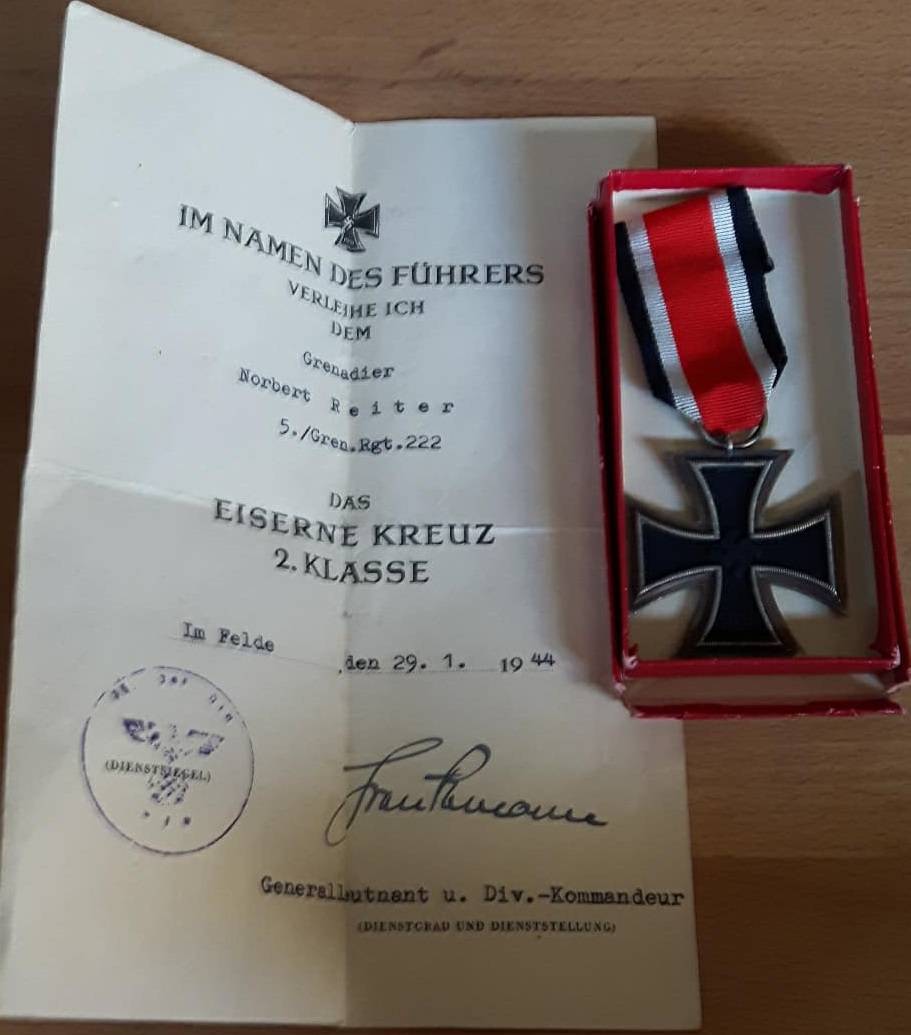 IM NAMEN DES FÜHRERS
VERLEIHE ICH
DEM
Grenadier
Norbert R e i t e r
5./Gren.Rgt.222
DAS
EISERNE KREUZ
2. KLASSE
Im Felde ,den 29. 1. 1944
(DIENSTSIEGEL)
Generalleutnant u. Div.-Kommandeur
(DIENSTGRAD UND DIENSTSTELLUNG)